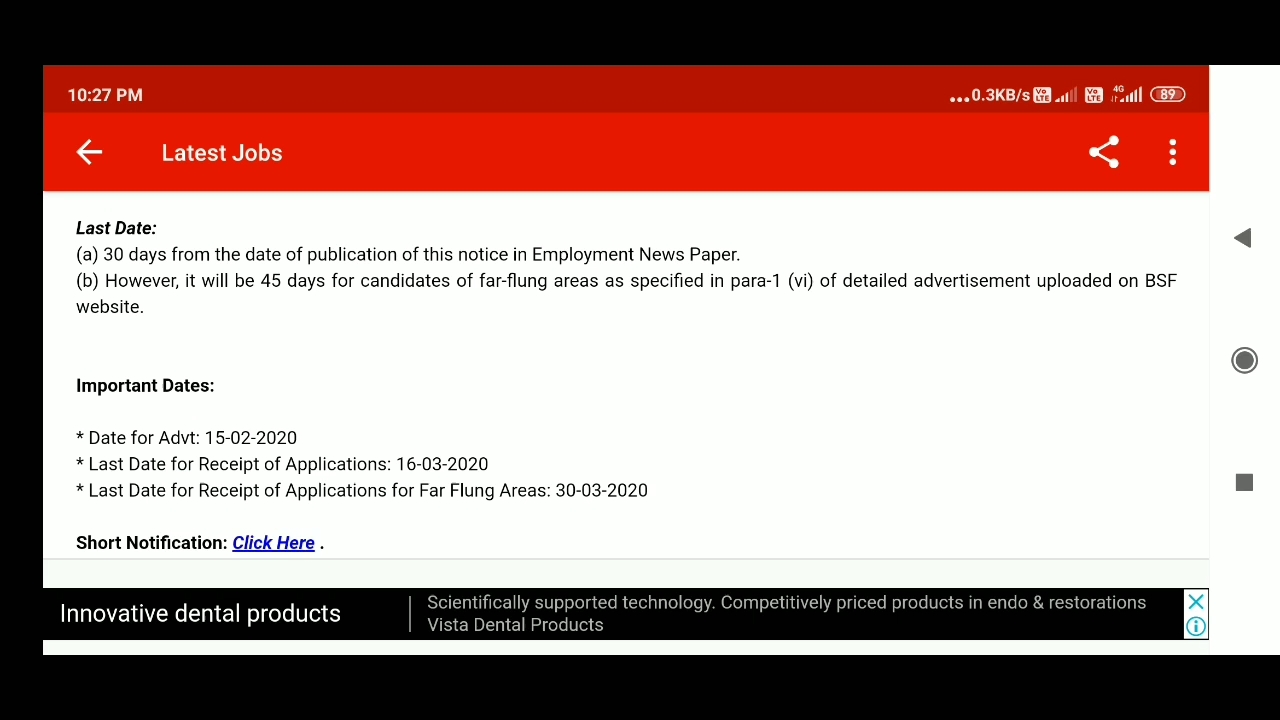 10:27 PM
...0.3KB/s Vo LTE Vo LTE 4G 89
Latest Jobs
Last Date:
(a) 30 days from the date of publication of this notice in Employment News Paper.
(b) However, it will be 45 days for candidates of far-flung areas as specified in para-1 (vi) of detailed advertisement uploaded on BSF
website.
Important Dates:
* Date for Advt: 15-02-2020
* Last Date for Receipt of Applications: 16-03-2020
* Last Date for Receipt of Applications for Far Flung Areas: 30-03-2020
Short Notification: Click Here .
Innovative dental products
Scientifically supported technology. Competitively priced products in endo & restorations
Vista Dental Products